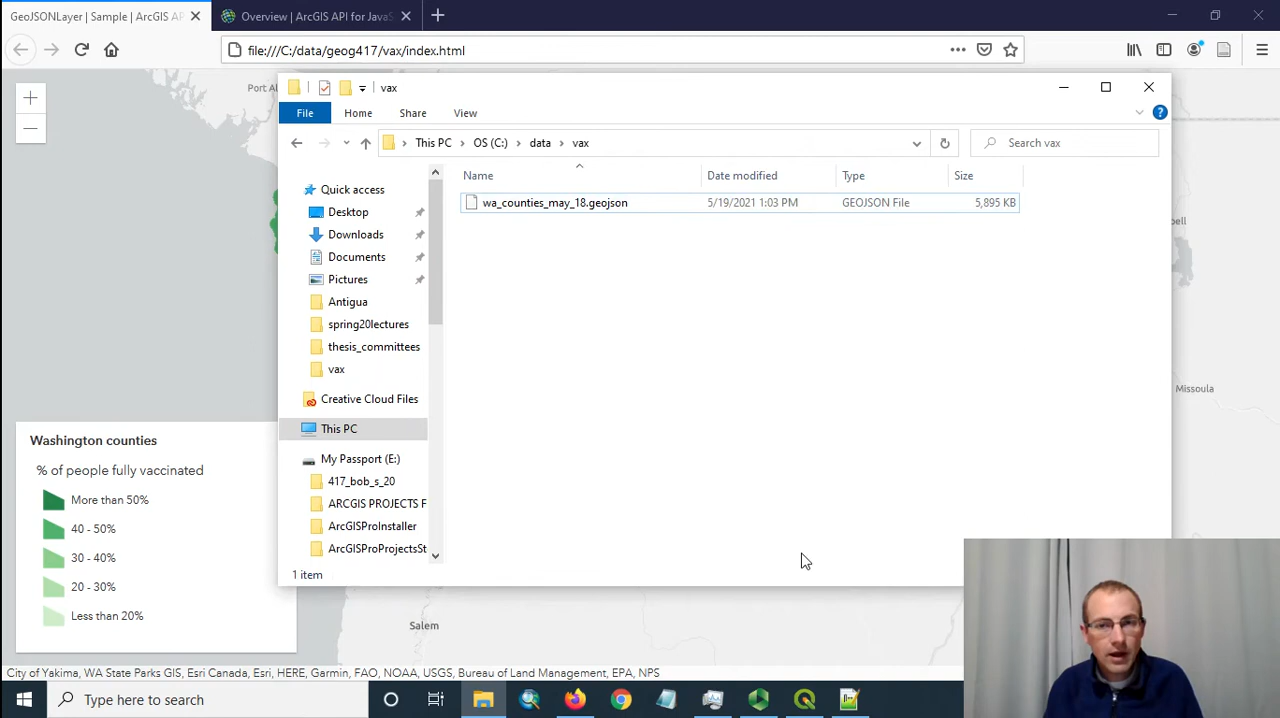 GeoJSONLayer | Sample | ArcGIS AP
Overview | ArcGIS API for JavaS
file:///C:/data/geog417/vax/index.html
Port Al
vax
File
Home
Share
View
This PC
OS (C:)
data
vax
Search vax
Quick access
Desktop
Downloads
Documents
Pictures
Antigua
spring20lectures
thesis_committees
vax
Creative Cloud Files
This PC
My Passport (E:)
417_bob_s_20
ARCGIS PROJECTS F
ArcGISProInstaller
ArcGISProProjectsSt
Name
Date modified
Type
Size
wa_counties_may_18.geojson
5/19/2021 1:03 PM
GEOJSON File
5,895 KB
1 item
bell
Missoula
Washington counties
% of people fully vaccinated
More than 50%
40 - 50%
30 - 40%
20 - 30%
Less than 20%
Salem
City of Yakima, WA State Parks GIS, Esri Canada, Esri, HERE, Garmin, FAO, NOAA, USGS, Bureau of Land Management, EPA, NPS
Type here to search